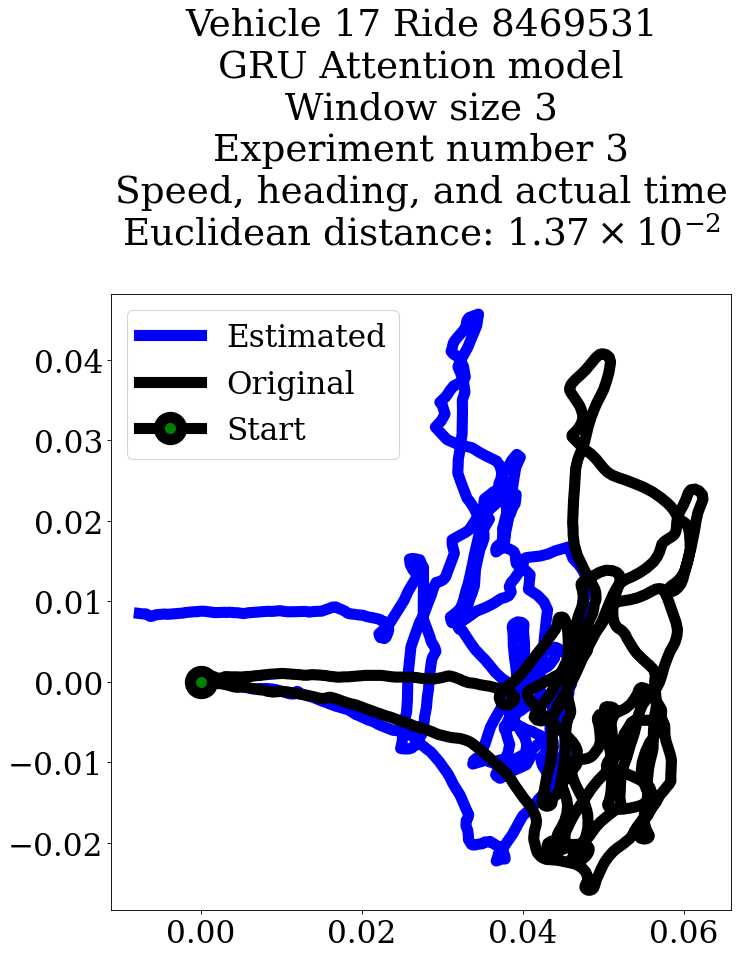 Vehicle 17 Ride 8469531
GRU Attention model
Window size 3
Experiment number 3
Speed, heading, and actual time
Euclidean distance: 1.37 × 10⁻²
Estimated
Original
Start
0.04
0.03
0.02
0.01
0.00
−0.01
−0.02
0.00 0.02 0.04 0.06